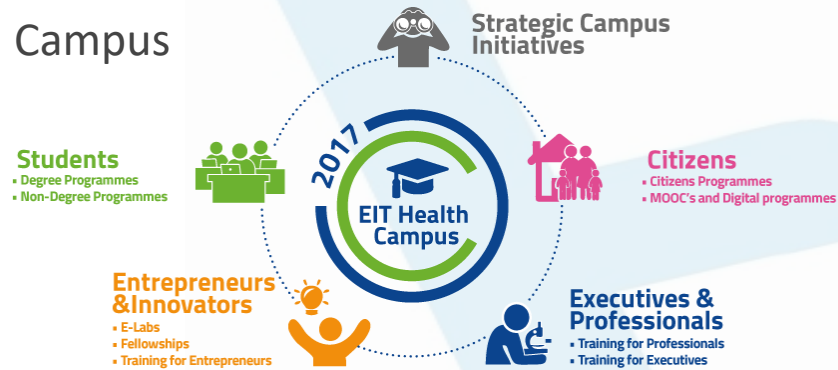 Campus
Strategic Campus
Initiatives
Students
▪ Degree Programmes
▪ Non-Degree Programmes
2017
EIT Health
Campus
Citizens
▪ Citizens Programmes
▪ MOOC's and Digital programmes
Entrepreneurs
&Innovators
▪ E-Labs
▪ Fellowships
▪ Training for Entrepreneurs
Executives &
Professionals
▪ Training for Professionals
▪ Training for Executives